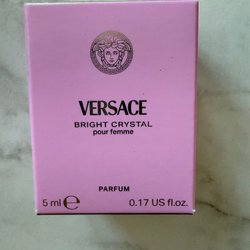 VERSACE
BRIGHT CRYSTAL
pour femme
PARFUM
5 ml ℮ 0.17 US fl.oz.